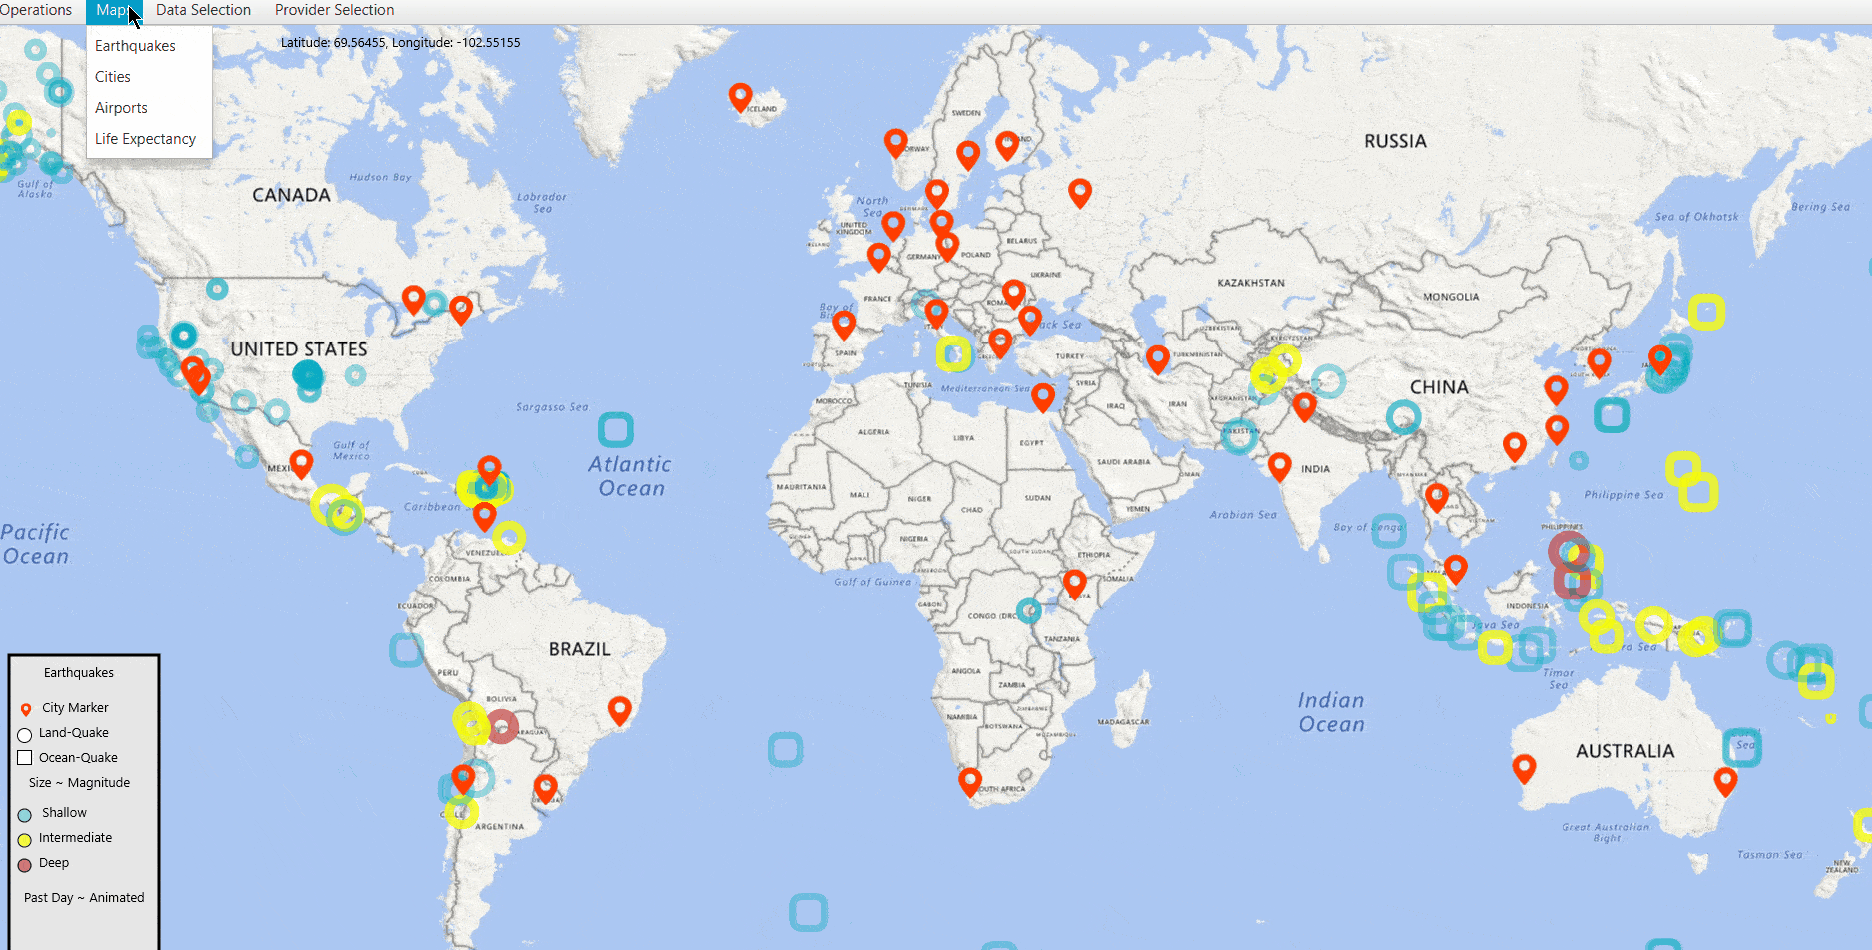 Operations
Maps
Data Selection
Provider Selection
Earthquakes
Cities
Airports
Life Expectancy
Latitude: 69.56455, Longitude: -102.55155
ICELAND
SWEDEN
RUSSIA
Gulf of
Alaska
Hudson Bay
CANADA
Labrador
Sea
North
Sea
UNITED
KINGDOM
Sea of Okhotsk
Bering Sea
BELARUS
GERMANY
POLAND
UKRAINE
KAZAKHSTAN
MONGOLIA
FRANCE
Bay of
UNITED STATES
SPAIN
UZBEKISTAN
KYRGYZSTAN
TURKEY
TURKMENISTAN
TUNISIA
Mediterranean Sea
SYRIA
CHINA
MOROCCO
IRAQ
IRAN
AFGHANISTAN
Sargasso Sea
ALGERIA
LIBYA
EGYPT
PAKISTAN
Gulf of
Mexico
Atlantic
Ocean
SAUDI ARABIA
OMAN
INDIA
MAURITANIA
MALI
NIGER
SUDAN
YEMEN
Philippine Sea
Caribbean
CHAD
Arabian Sea
Bay of Bengal
VIETNAM
PHILIPPINES
Pacific
Ocean
NIGERIA
SOUTH SUDAN
ETHIOPIA
VENEZUELA
COLOMBIA
Gulf of Guinea
SOMALIA
ECUADOR
GABON
CONGO (DRC)
INDONESIA
Java Sea
TANZANIA
BRAZIL
PERU
ANGOLA
ZAMBIA
Timor
Sea
BOLIVIA
Indian
Ocean
NAMIBIA
ZIMBABWE
BOTSWANA
MOZAMBIQUE
MADAGASCAR
PARAGUAY
AUSTRALIA
Coral
Sea
SOUTH AFRICA
ARGENTINA
Great Australian
Bight
Tasman Sea
NEW
ZEALAND
Earthquakes
City Marker
Land-Quake
Ocean-Quake
Size ~ Magnitude
Shallow
Intermediate
Deep
Past Day ~ Animated